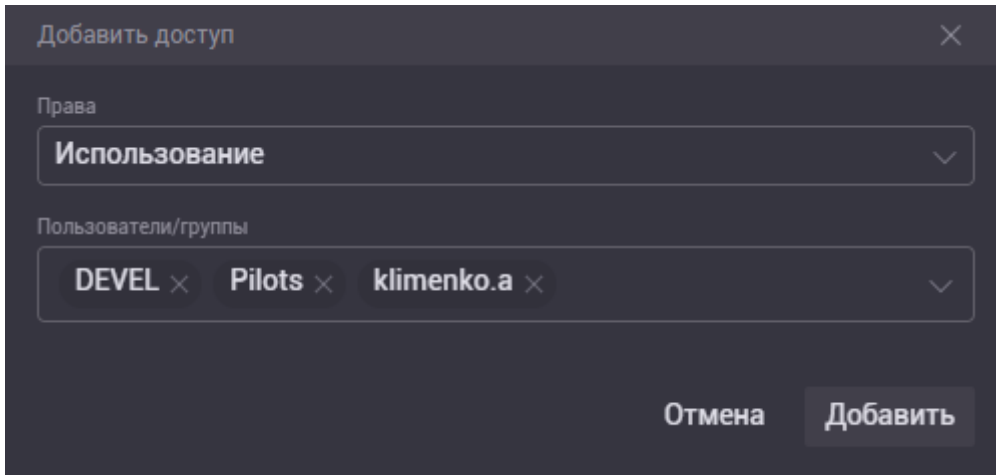 Добавить доступ
Права
Использование
Пользователи/группы
DEVEL Pilots klimenko.a
Отмена Добавить